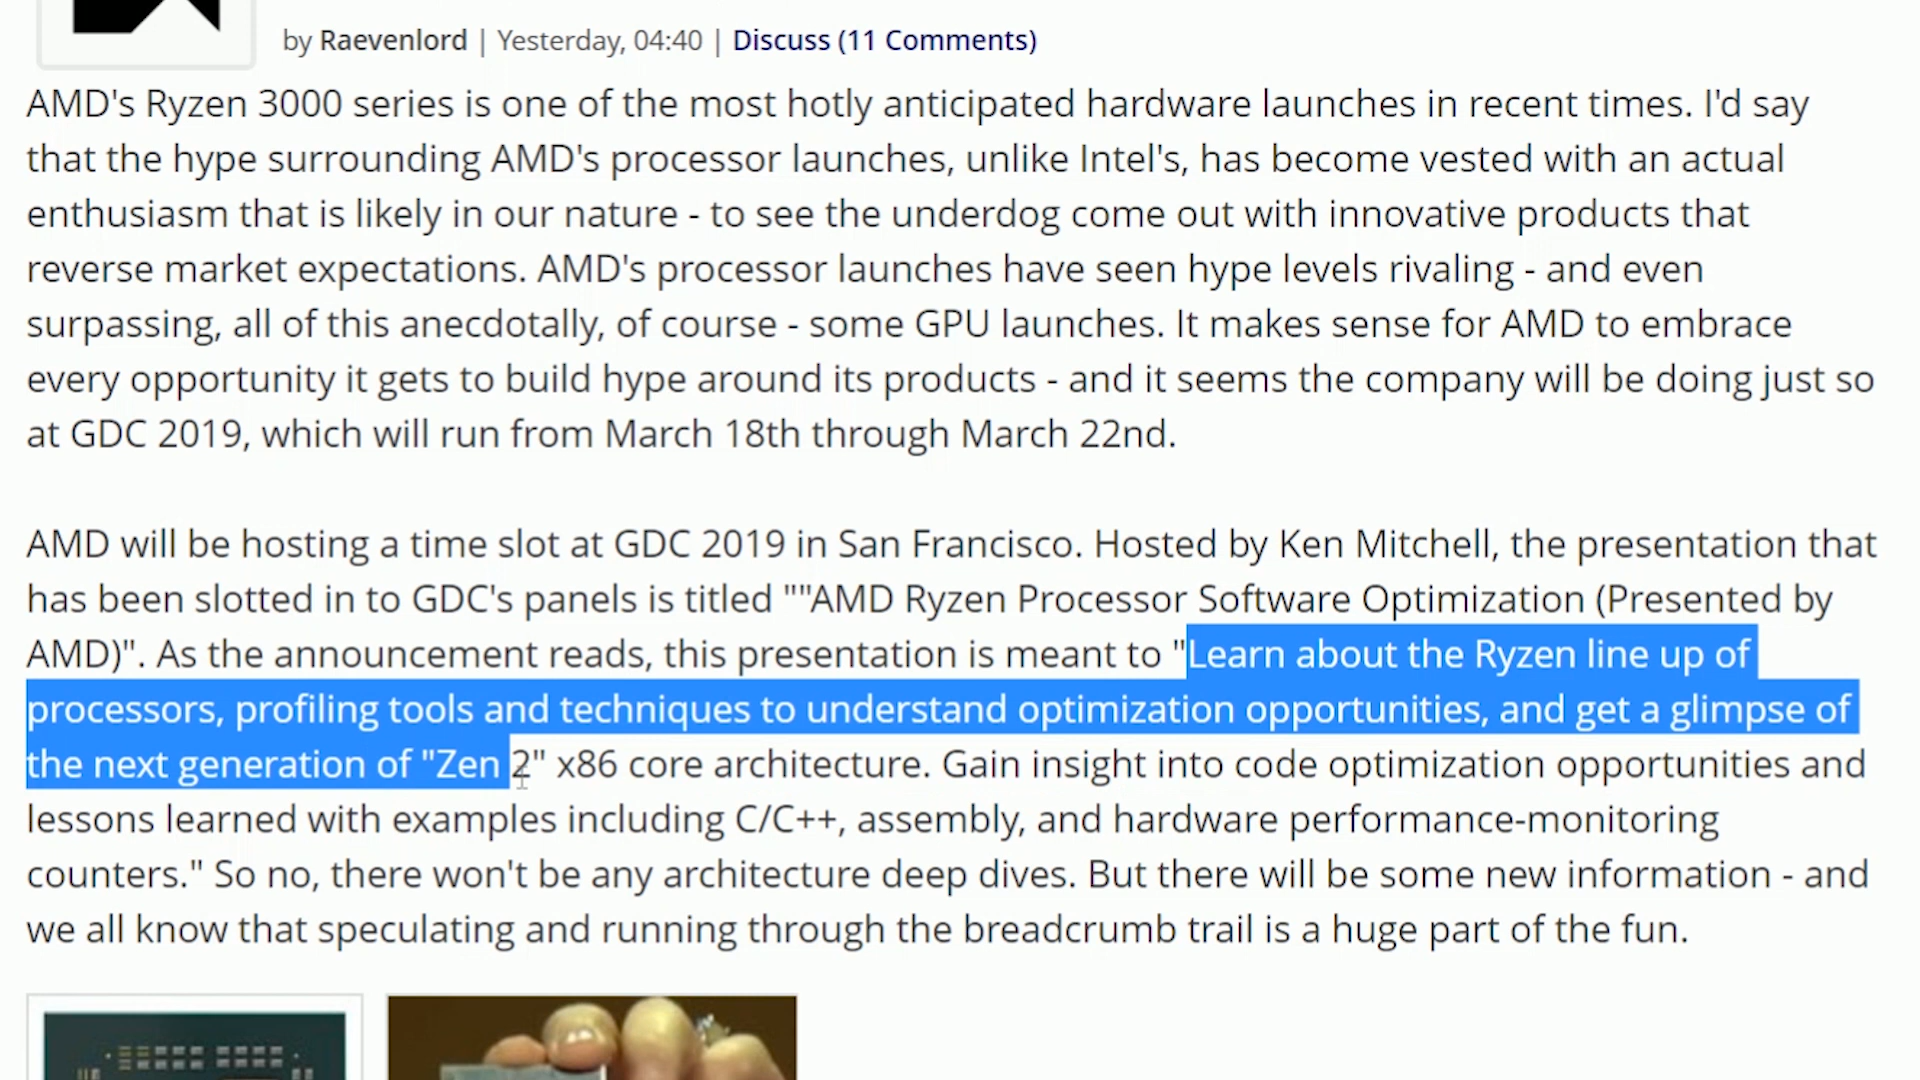 by Raevenlord | Yesterday, 04:40 | Discuss (11 Comments)
AMD's Ryzen 3000 series is one of the most hotly anticipated hardware launches in recent times. I'd say
that the hype surrounding AMD's processor launches, unlike Intel's, has become vested with an actual
enthusiasm that is likely in our nature - to see the underdog come out with innovative products that
reverse market expectations. AMD's processor launches have seen hype levels rivaling - and even
surpassing, all of this anecdotally, of course - some GPU launches. It makes sense for AMD to embrace
every opportunity it gets to build hype around its products - and it seems the company will be doing just so
at GDC 2019, which will run from March 18th through March 22nd.
AMD will be hosting a time slot at GDC 2019 in San Francisco. Hosted by Ken Mitchell, the presentation that
has been slotted in to GDC's panels is titled ""AMD Ryzen Processor Software Optimization (Presented by
AMD)". As the announcement reads, this presentation is meant to "Learn about the Ryzen line up of
processors, profiling tools and techniques to understand optimization opportunities, and get a glimpse of
the next generation of "Zen 2" x86 core architecture. Gain insight into code optimization opportunities and
lessons learned with examples including C/C++, assembly, and hardware performance-monitoring
counters." So no, there won't be any architecture deep dives. But there will be some new information - and
we all know that speculating and running through the breadcrumb trail is a huge part of the fun.